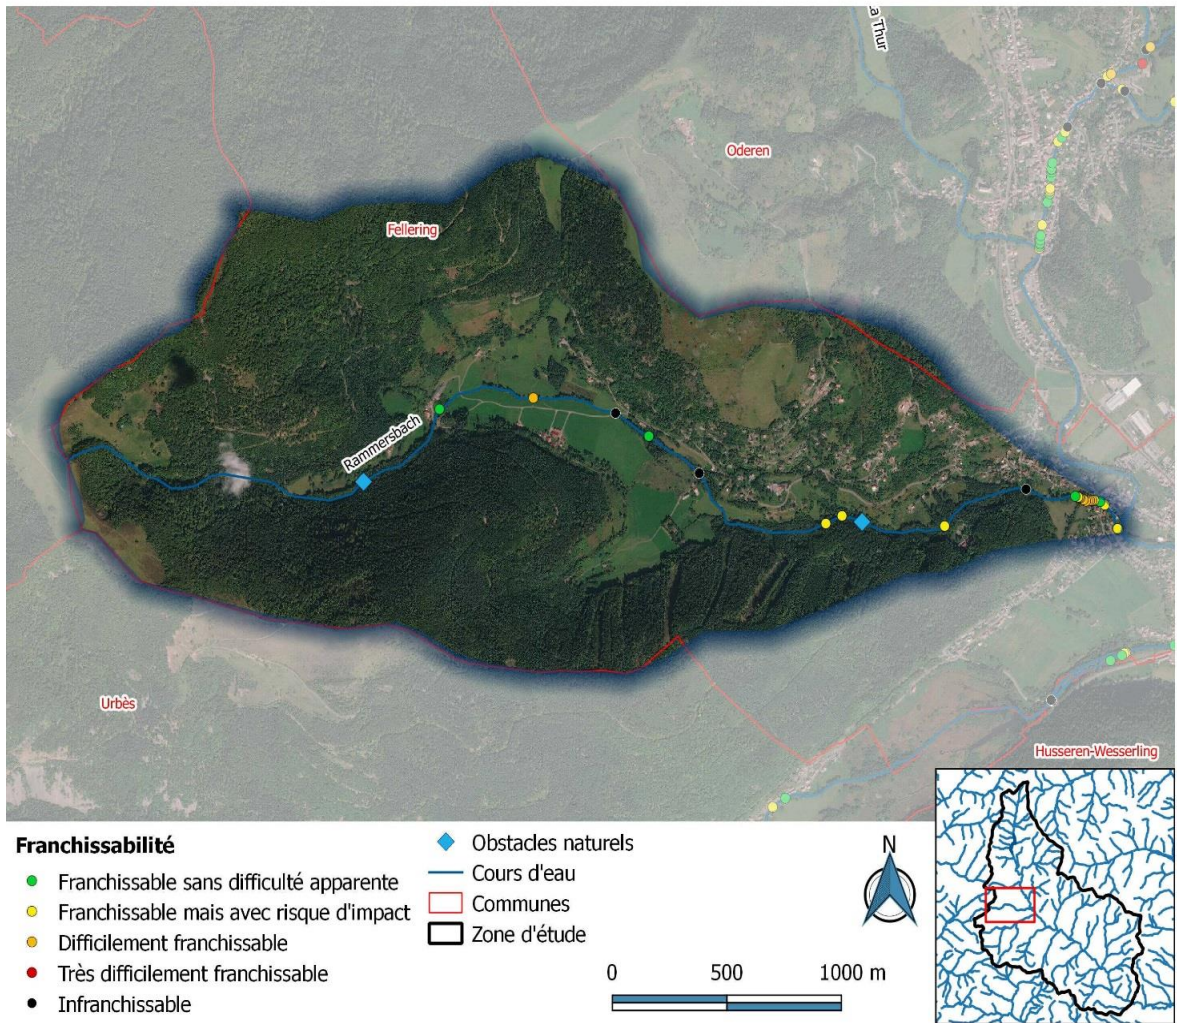 La Thur
Oderen
Fellering
Rammersbach
Urbès
Husseren-Wesserling
Franchissabilité
Franchissable sans difficulté apparente
Franchissable mais avec risque d'impact
Difficilement franchissable
Très difficilement franchissable
Infranchissable
Obstacles naturels
Cours d'eau
Communes
Zone d'étude
N
0 500 1000 m